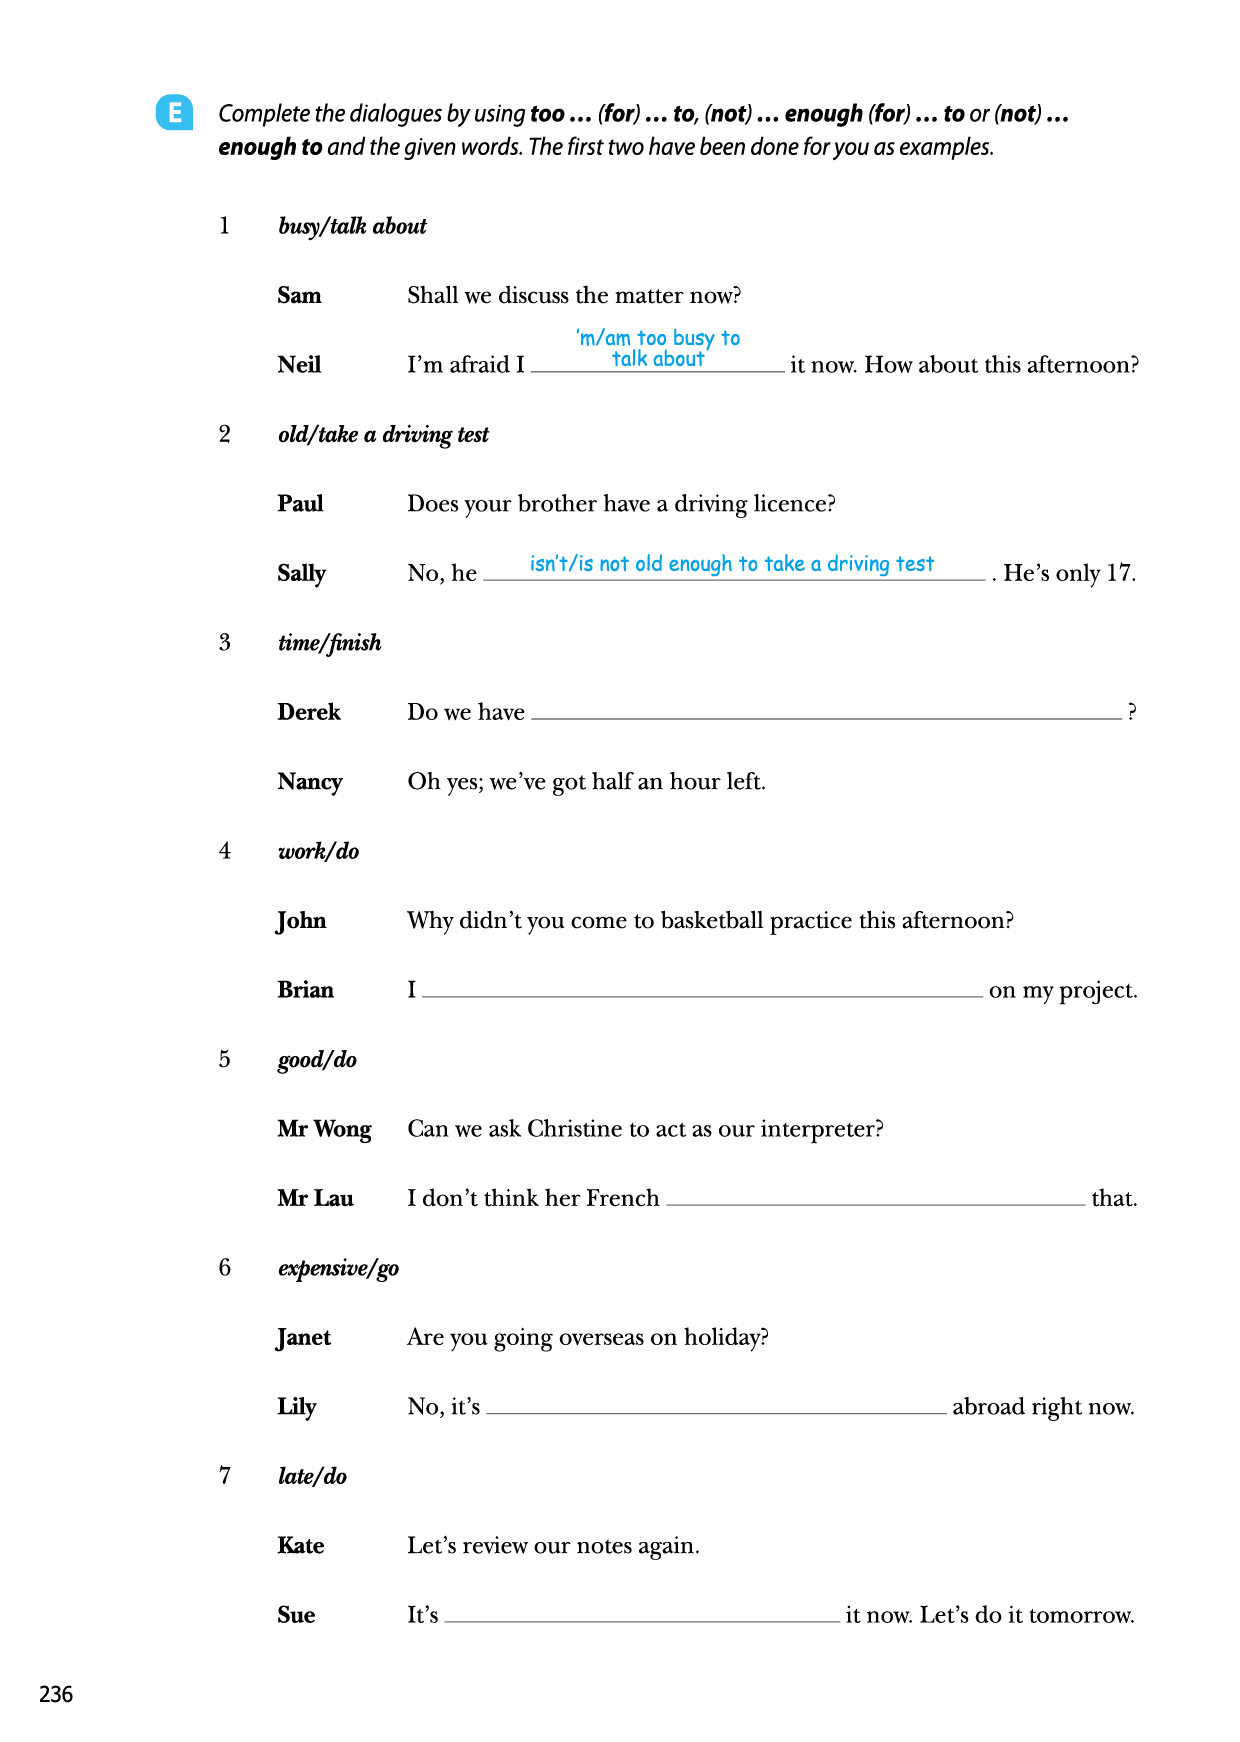 E Complete the dialogues by using too ... (for) ... to, (not) ... enough (for) ... to or (not) ...
enough to and the given words. The first two have been done for you as examples.
1 busy/talk about
Sam Shall we discuss the matter now?
'm/am too busy to
talk about
Neil I'm afraid I ____ it now. How about this afternoon?
2 old/take a driving test
Paul Does your brother have a driving licence?
isn't/is not old enough to take a driving test
Sally No, he ____ . He's only 17.
3 time/finish
Derek Do we have ____ ?
Nancy Oh yes; we've got half an hour left.
4 work/do
John Why didn't you come to basketball practice this afternoon?
Brian I ____ on my project.
5 good/do
Mr Wong Can we ask Christine to act as our interpreter?
Mr Lau I don't think her French ____ that.
6 expensive/go
Janet Are you going overseas on holiday?
Lily No, it's ____ abroad right now.
7 late/do
Kate Let's review our notes again.
Sue It's ____ it now. Let's do it tomorrow.
236